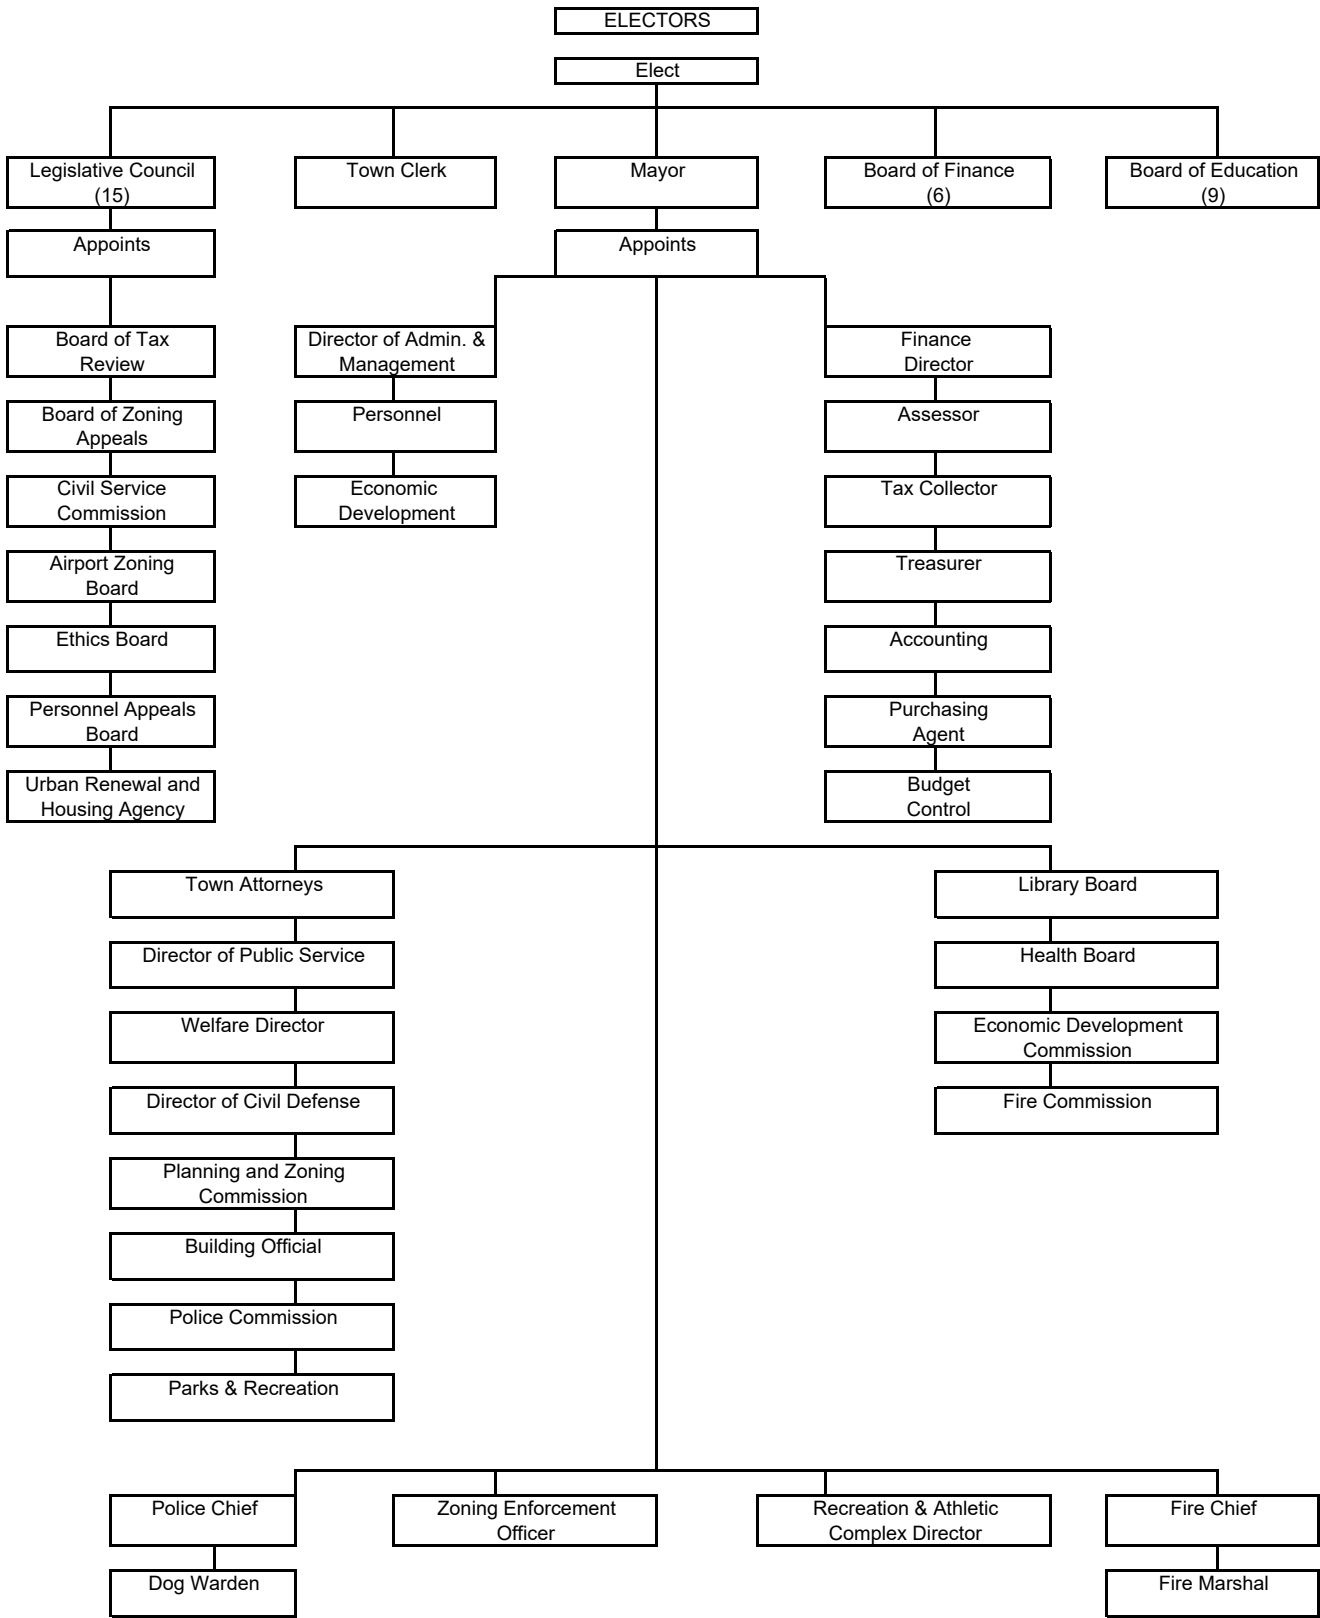 ELECTORS
Elect
Legislative Council
(15)
Town Clerk
Mayor
Board of Finance
(6)
Board of Education
(9)
Appoints
Appoints
Board of Tax
Review
Director of Admin. &
Management
Finance
Director
Board of Zoning
Appeals
Personnel
Assessor
Civil Service
Commission
Economic
Development
Tax Collector
Airport Zoning
Board
Treasurer
Ethics Board
Accounting
Personnel Appeals
Board
Purchasing
Agent
Urban Renewal and
Housing Agency
Budget
Control
Town Attorneys
Library Board
Director of Public Service
Health Board
Welfare Director
Economic Development
Commission
Director of Civil Defense
Fire Commission
Planning and Zoning
Commission
Building Official
Police Commission
Parks & Recreation
Police Chief
Zoning Enforcement
Officer
Recreation & Athletic
Complex Director
Fire Chief
Dog Warden
Fire Marshal